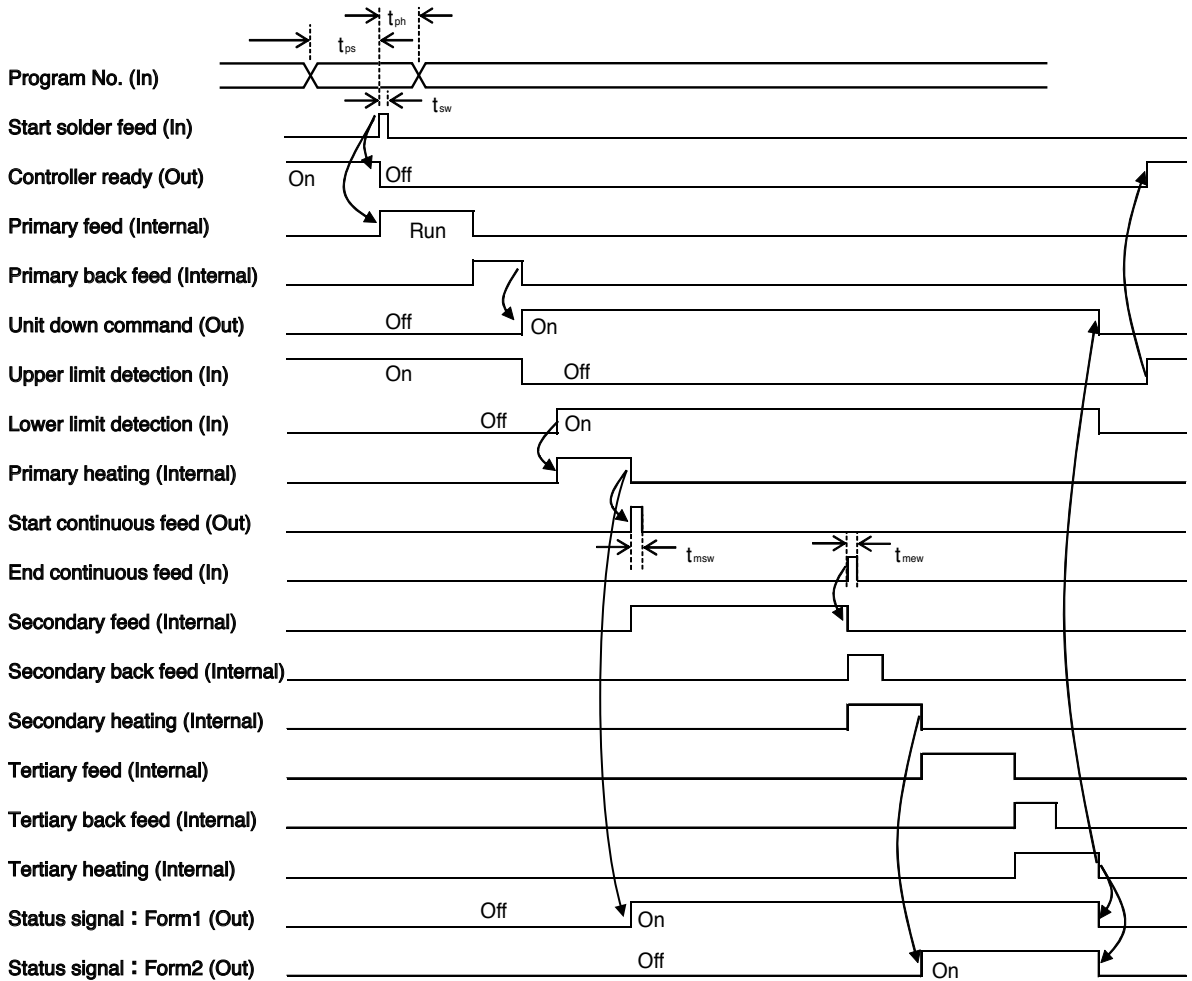 tph
tps
Program No. (In)
tsw
Start solder feed (In)
Controller ready (Out) On Off
Primary feed (Internal) Run
Primary back feed (Internal)
Unit down command (Out) Off On
Upper limit detection (In) On Off
Lower limit detection (In) Off On
Primary heating (Internal)
Start continuous feed (Out)
tmsw tmew
End continuous feed (In)
Secondary feed (Internal)
Secondary back feed (Internal)
Secondary heating (Internal)
Tertiary feed (Internal)
Tertiary back feed (Internal)
Tertiary heating (Internal)
Status signal：Form1 (Out) Off On
Status signal：Form2 (Out) Off On